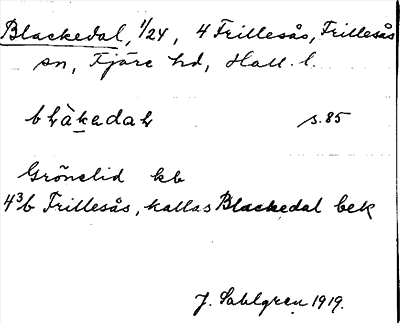 Blackedal, 1/24, 4 Frillesås, Frillesås
sn, Fjäre hd, Hall. l.
bḷàkadaḷ s. 85
Grönelid kb
4³b Frillesås, kallas Blackedal bek
J. Sahlgren 1919.